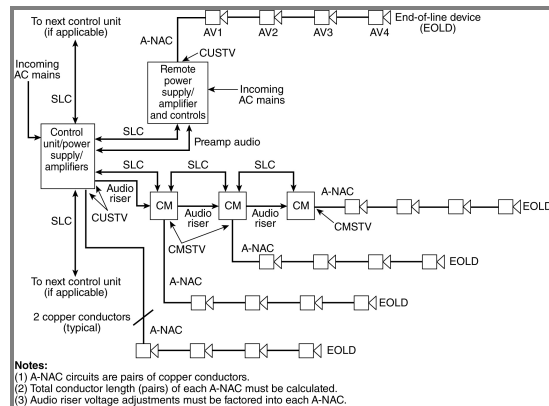 To next control unit
(if applicable)
A-NAC
AV1
AV2
AV3
AV4
End-of-line device
(EOLD)
CUSTV
Incoming
AC mains
SLC
Remote
power
supply/
amplifier
and controls
Incoming
AC mains
Control
unit/power
supply/
amplifiers
SLC
Preamp audio
SLC
SLC
SLC
A-NAC
Audio
riser
CM
Audio
riser
CM
Audio
riser
CM
EOLD
SLC
CUSTV
CMSTV
CMSTV
A-NAC
EOLD
To next control unit
(if applicable)
A-NAC
EOLD
2 copper conductors
(typical)
A-NAC
EOLD
Notes:
(1) A-NAC circuits are pairs of copper conductors.
(2) Total conductor length (pairs) of each A-NAC must be calculated.
(3) Audio riser voltage adjustments must be factored into each A-NAC.